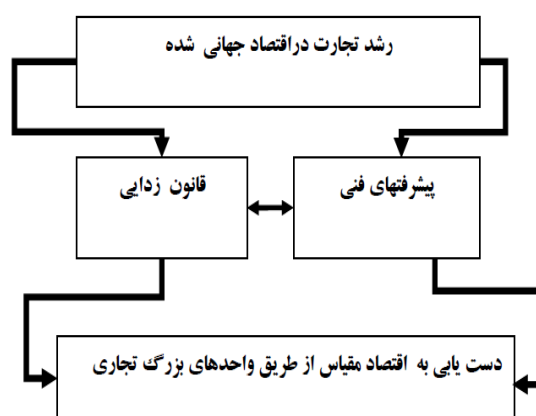 رشد تجارت دراقتصاد جهانی شده
پیشرفتهای فنی
قانون زدایی
دست یابی به اقتصاد مقیاس از طریق واحدهای بزرگ تجاری